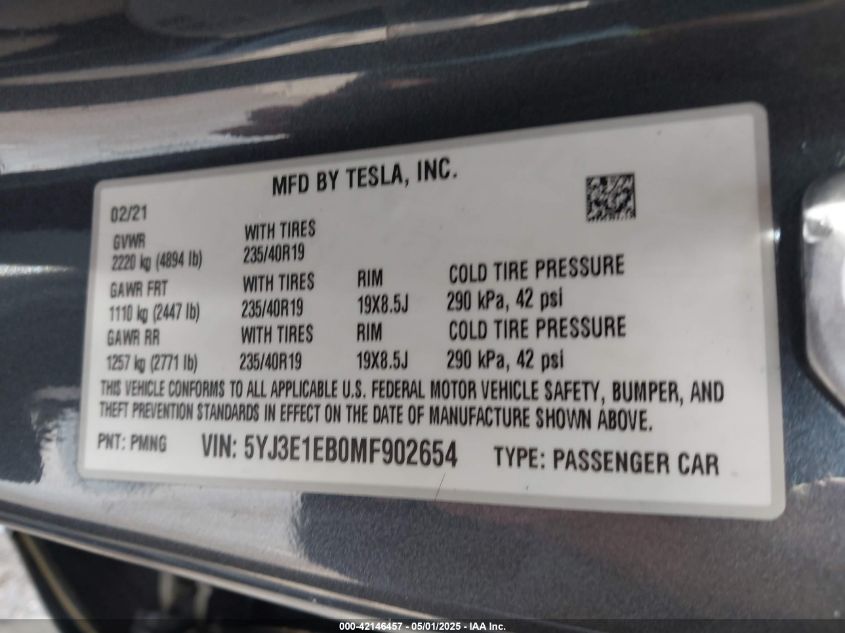 MFD BY TESLA, INC.
02/21
GVWR WITH TIRES
2220 kg (4894 lb) 235/40R19
GAWR FRT WITH TIRES RIM COLD TIRE PRESSURE
1110 kg (2447 lb) 235/40R19 19X8.5J 290 kPa, 42 psi
GAWR RR WITH TIRES RIM COLD TIRE PRESSURE
1257 kg (2771 lb) 235/40R19 19X8.5J 290 kPa, 42 psi
THIS VEHICLE CONFORMS TO ALL APPLICABLE U.S. FEDERAL MOTOR VEHICLE SAFETY, BUMPER, AND
THEFT PREVENTION STANDARDS IN EFFECT ON THE DATE OF MANUFACTURE SHOWN ABOVE.
PNT: PMNG VIN: 5YJ3E1EB0MF902654 TYPE: PASSENGER CAR
000-42146457 - 05/01/2025 - IAA Inc.